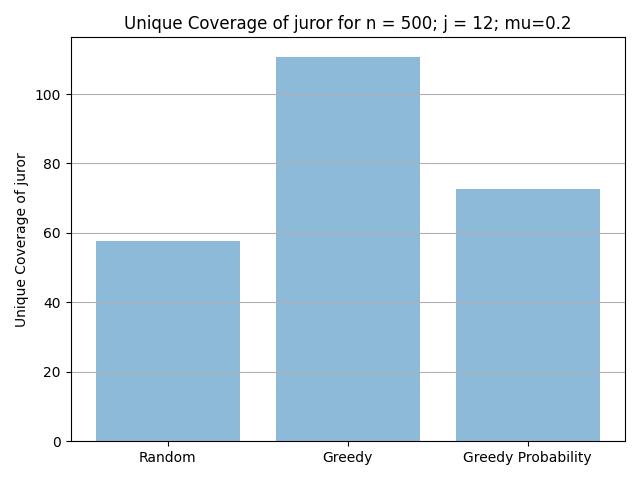 Unique Coverage of juror for n = 500; j = 12; mu=0.2
Unique Coverage of juror
100
80
60
40
20
0
Random
Greedy
Greedy Probability